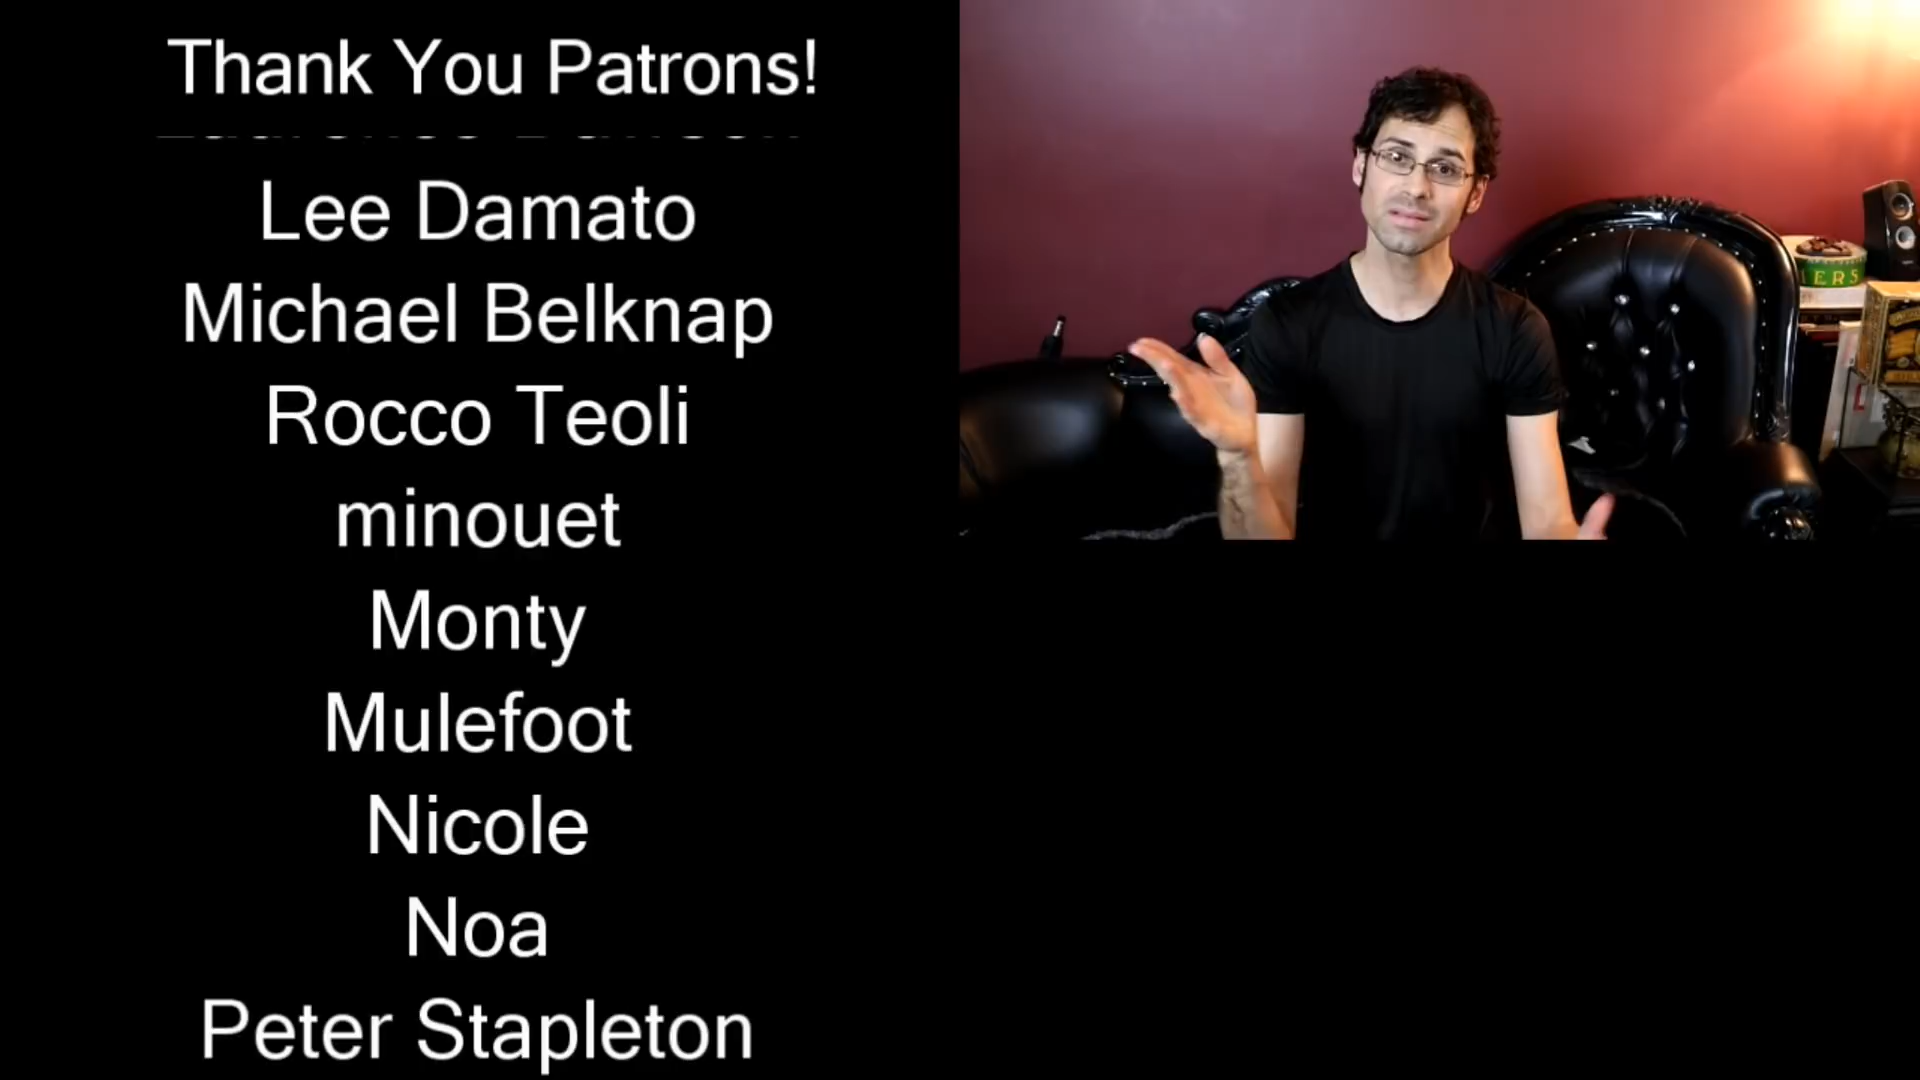 Thank You Patrons!
Lee Damato
Michael Belknap
Rocco Teoli
minouet
Monty
Mulefoot
Nicole
Noa
Peter Stapleton